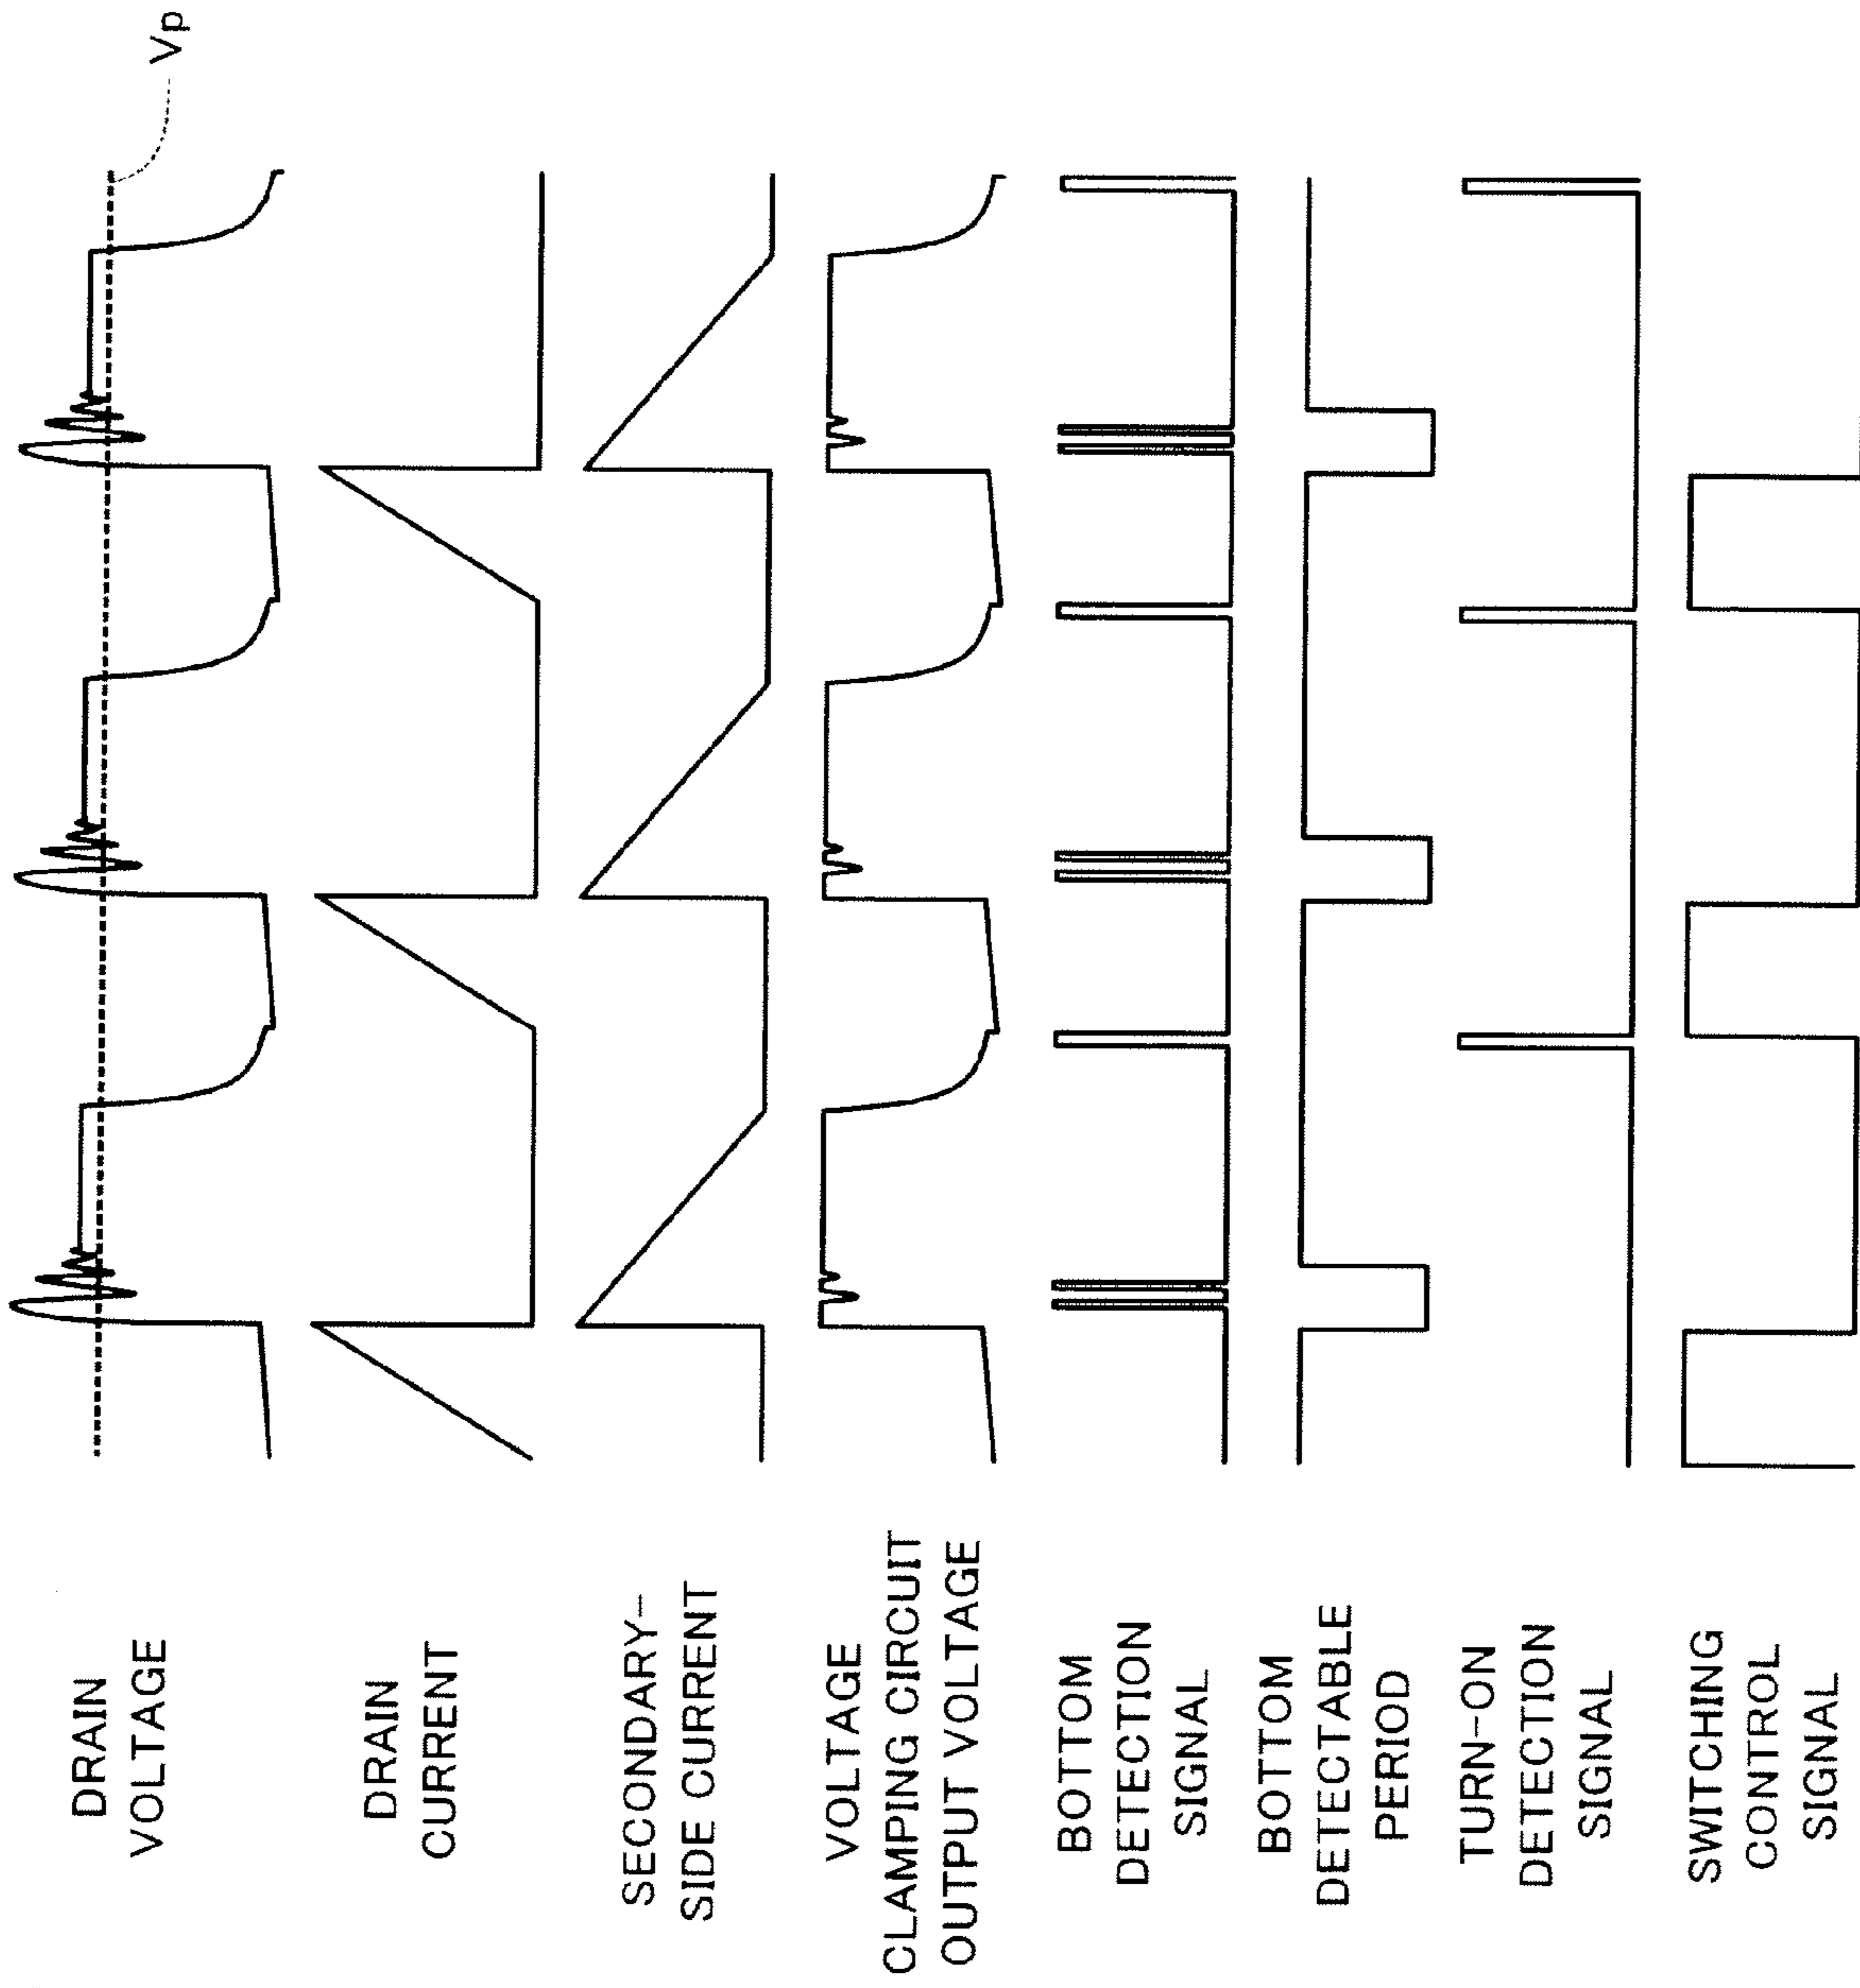 DRAIN
VOLTAGE
Vp
DRAIN
CURRENT
SECONDARY-
SIDE CURRENT
VOLTAGE
CLAMPING CIRCUIT
OUTPUT VOLTAGE
BOTTOM
DETECTION
SIGNAL
BOTTOM
DETECTABLE
PERIOD
TURN-ON
DETECTION
SIGNAL
SWITCHING
CONTROL
SIGNAL